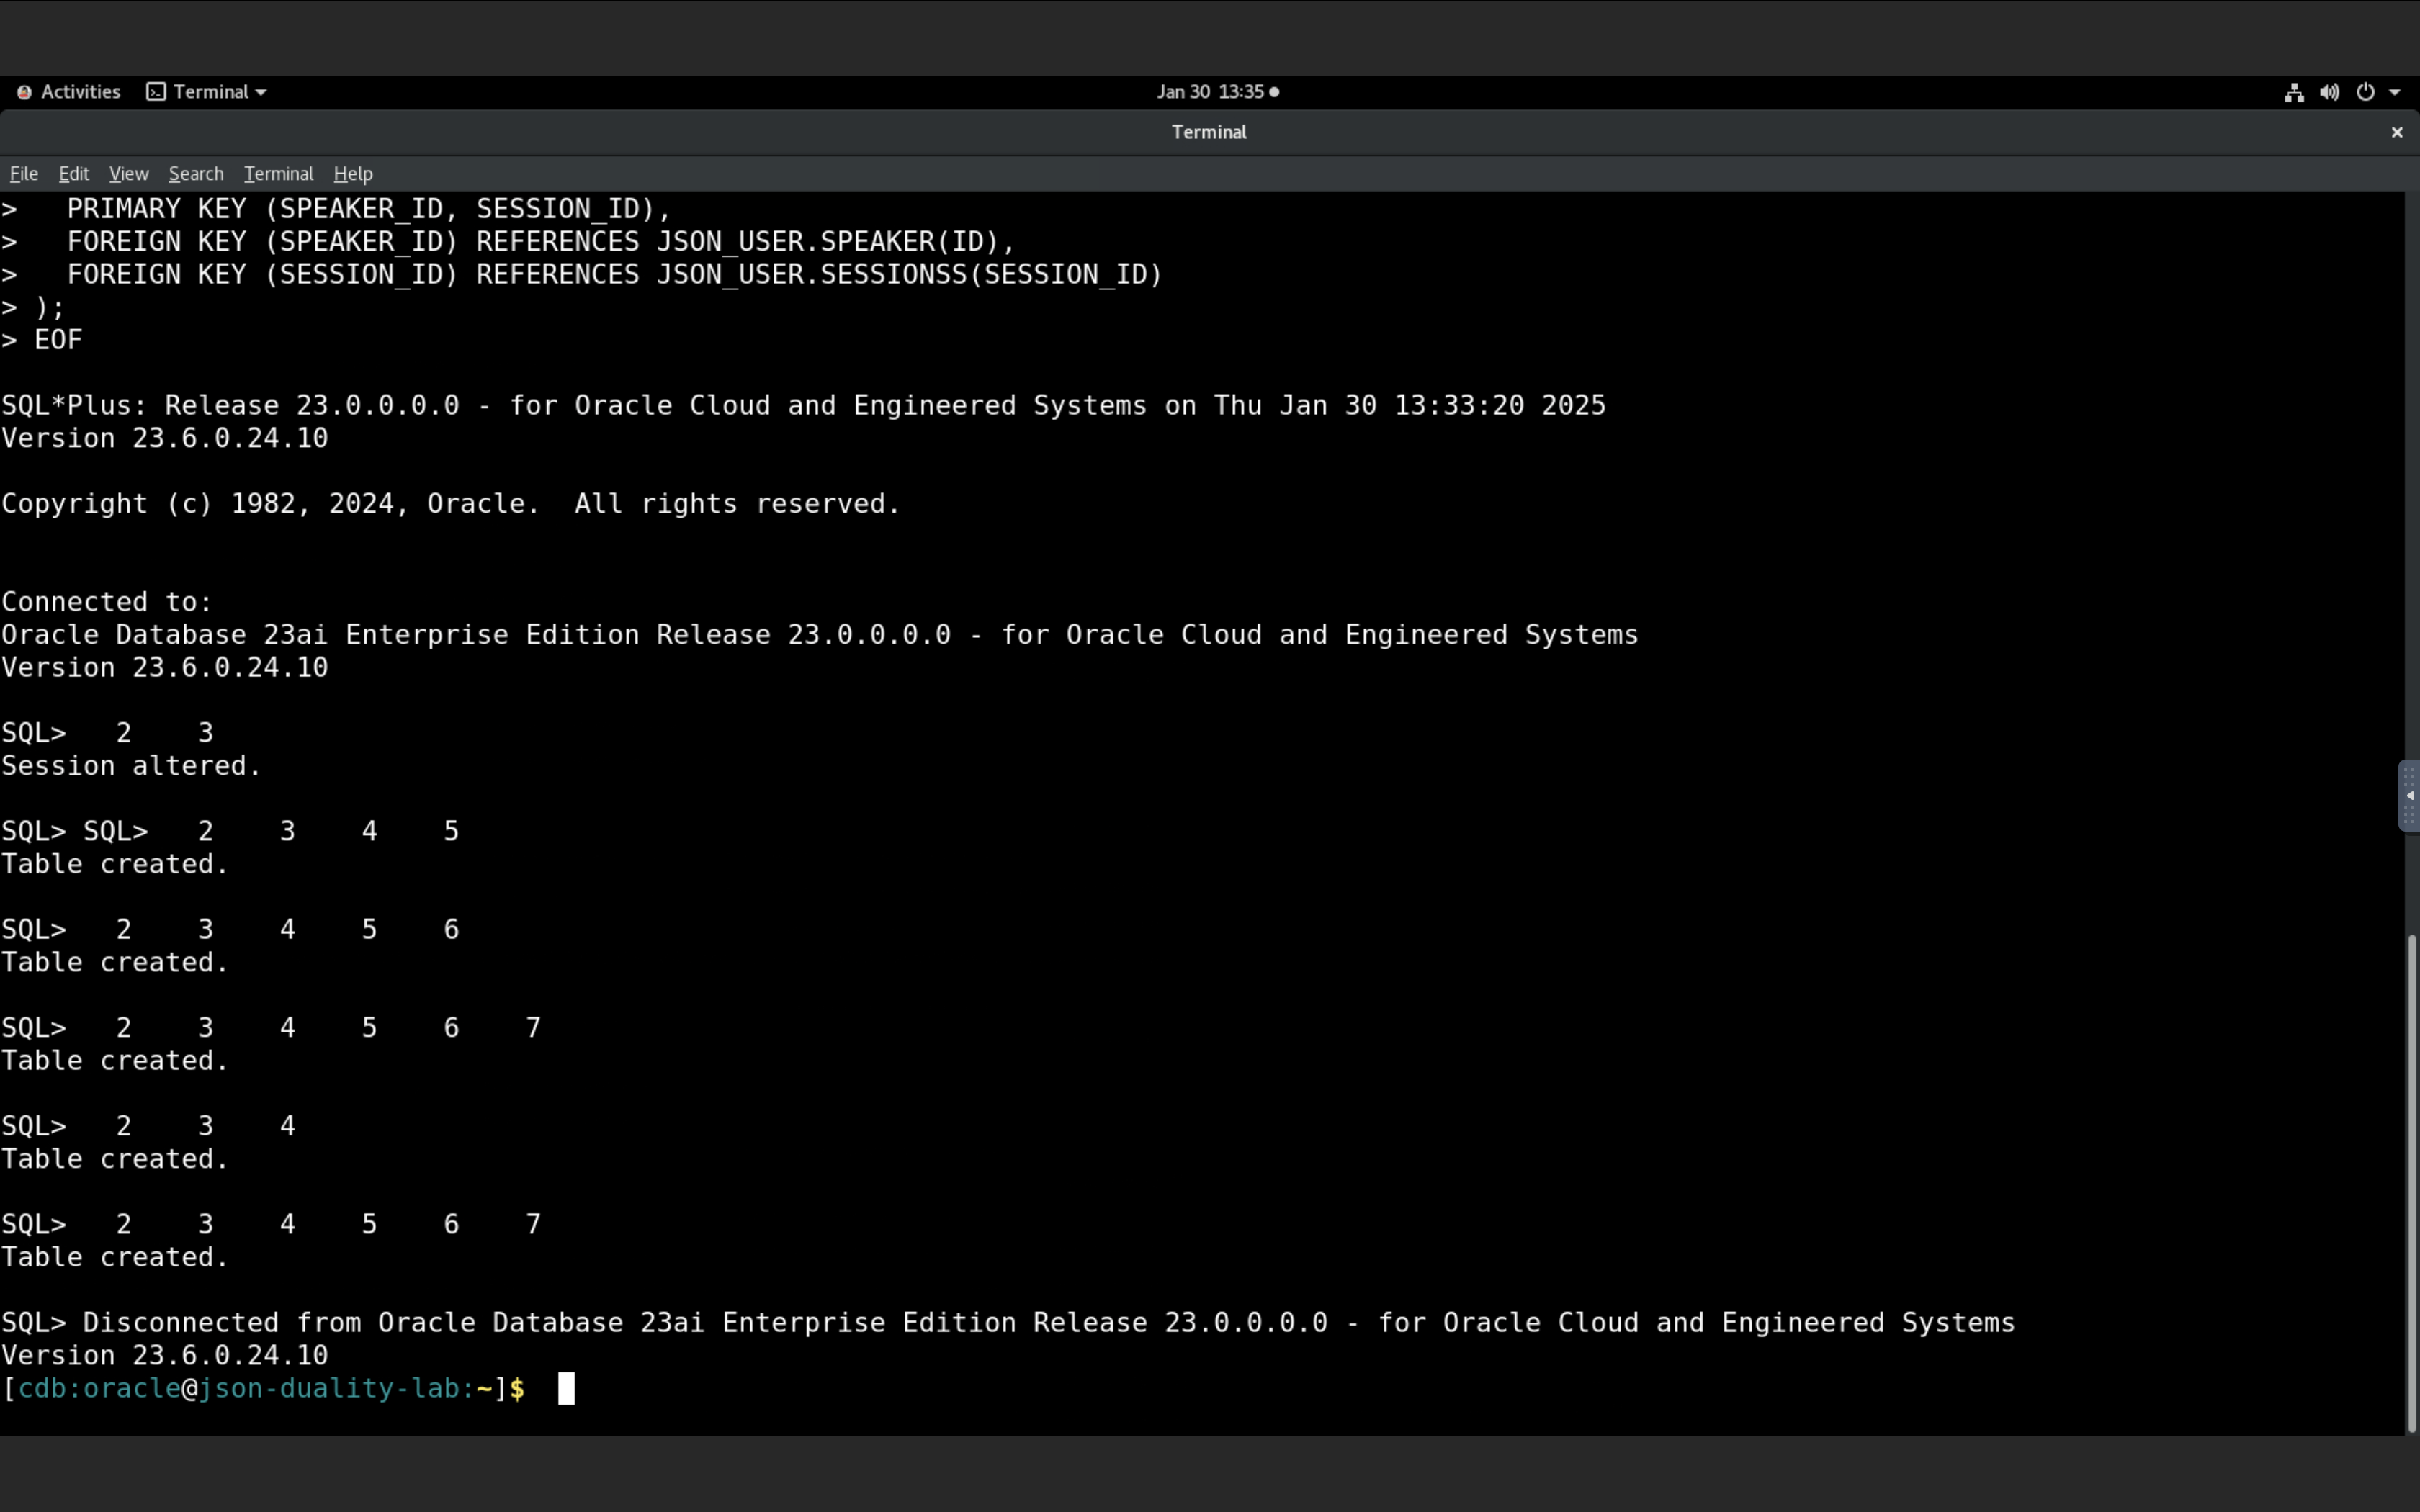 Activities Terminal Jan 30 13:35
Terminal
File Edit View Search Terminal Help
>   PRIMARY KEY (SPEAKER_ID, SESSION_ID),
>   FOREIGN KEY (SPEAKER_ID) REFERENCES JSON_USER.SPEAKER(ID),
>   FOREIGN KEY (SESSION_ID) REFERENCES JSON_USER.SESSIONSS(SESSION_ID)
> );
> EOF
SQL*Plus: Release 23.0.0.0.0 - for Oracle Cloud and Engineered Systems on Thu Jan 30 13:33:20 2025
Version 23.6.0.24.10
Copyright (c) 1982, 2024, Oracle.  All rights reserved.
Connected to:
Oracle Database 23ai Enterprise Edition Release 23.0.0.0.0 - for Oracle Cloud and Engineered Systems
Version 23.6.0.24.10
SQL>   2    3
Session altered.
SQL> SQL>   2    3    4    5
Table created.
SQL>   2    3    4    5    6
Table created.
SQL>   2    3    4    5    6    7
Table created.
SQL>   2    3    4
Table created.
SQL>   2    3    4    5    6    7
Table created.
SQL> Disconnected from Oracle Database 23ai Enterprise Edition Release 23.0.0.0.0 - for Oracle Cloud and Engineered Systems
Version 23.6.0.24.10
[cdb:oracle@json-duality-lab:~]$